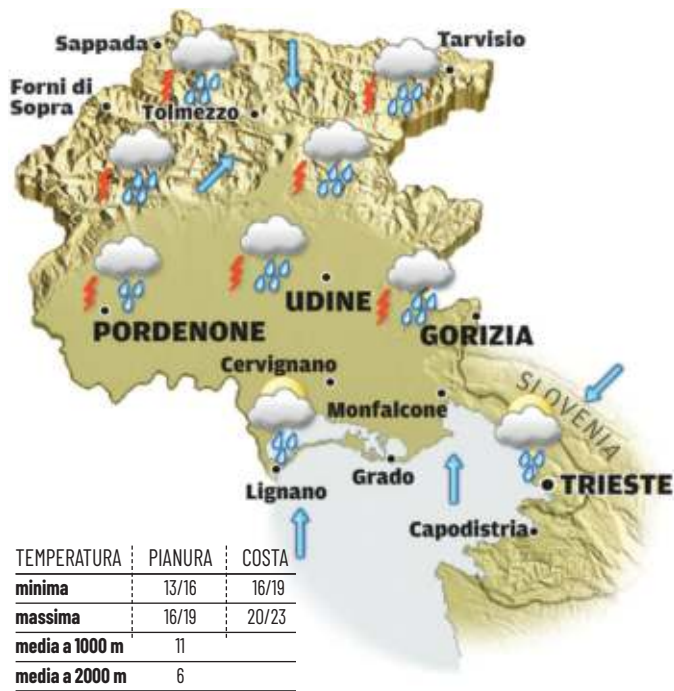 Sappada
Tarvisio
Forni di
Sopra
Tolmezzo
UDINE
PORDENONE
GORIZIA
Cervignano
SLOVENIA
Monfalcone
Grado
Lignano
TRIESTE
Capodistria
TEMPERATURA PIANURA COSTA
minima 13/16 16/19
massima 16/19 20/23
media a 1000 m 11
media a 2000 m 6